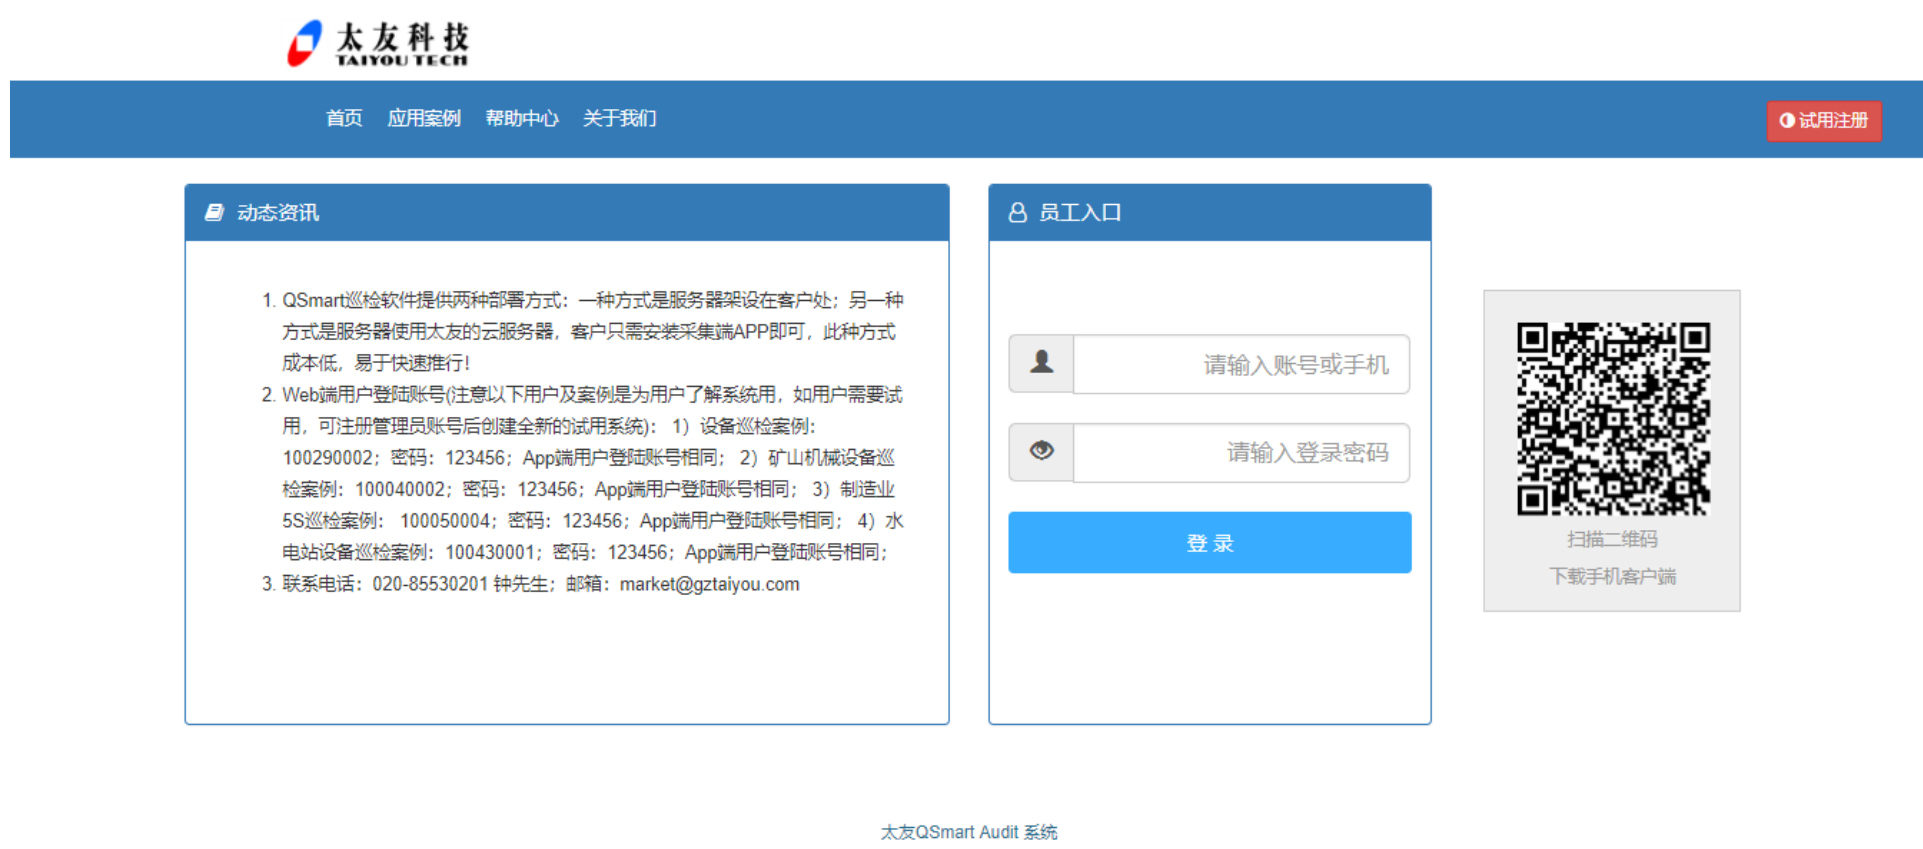 太友科技
TAIYOU TECH
首页 应用案例 帮助中心 关于我们
试用注册
动态资讯
1. QSmart巡检软件提供两种部署方式：一种方式是服务器架设在客户处；另一种
方式是服务器使用太友的云服务器，客户只需安装采集端APP即可，此种方式
成本低，易于快速推行!
2. Web端用户登陆账号(注意以下用户及案例是为用户了解系统用，如用户需要试
用，可注册管理员账号后创建全新的试用系统)： 1）设备巡检案例：
100290002；密码：123456；App端用户登陆账号相同； 2）矿山机械设备巡
检案例：100040002；密码：123456；App端用户登陆账号相同； 3）制造业
5S巡检案例： 100050004；密码：123456；App端用户登陆账号相同； 4）水
电站设备巡检案例：100430001；密码：123456；App端用户登陆账号相同；
3. 联系电话：020-85530201 钟先生；邮箱：market@gztaiyou.com
员工入口
请输入账号或手机
请输入登录密码
登 录
扫描二维码
下载手机客户端
太友QSmart Audit 系统